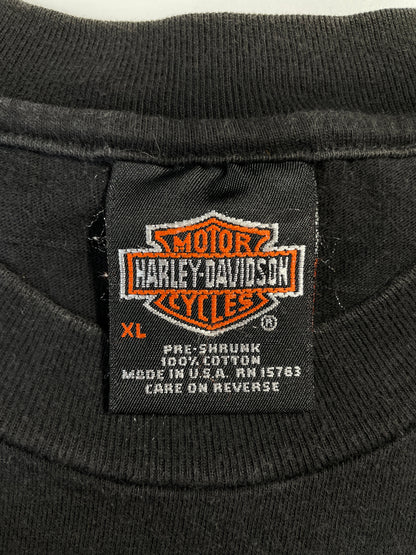 MOTOR
HARLEY-DAVIDSON
CYCLES
®
XL
PRE-SHRUNK
100% COTTON
MADE IN U.S.A. RN 15763
CARE ON REVERSE